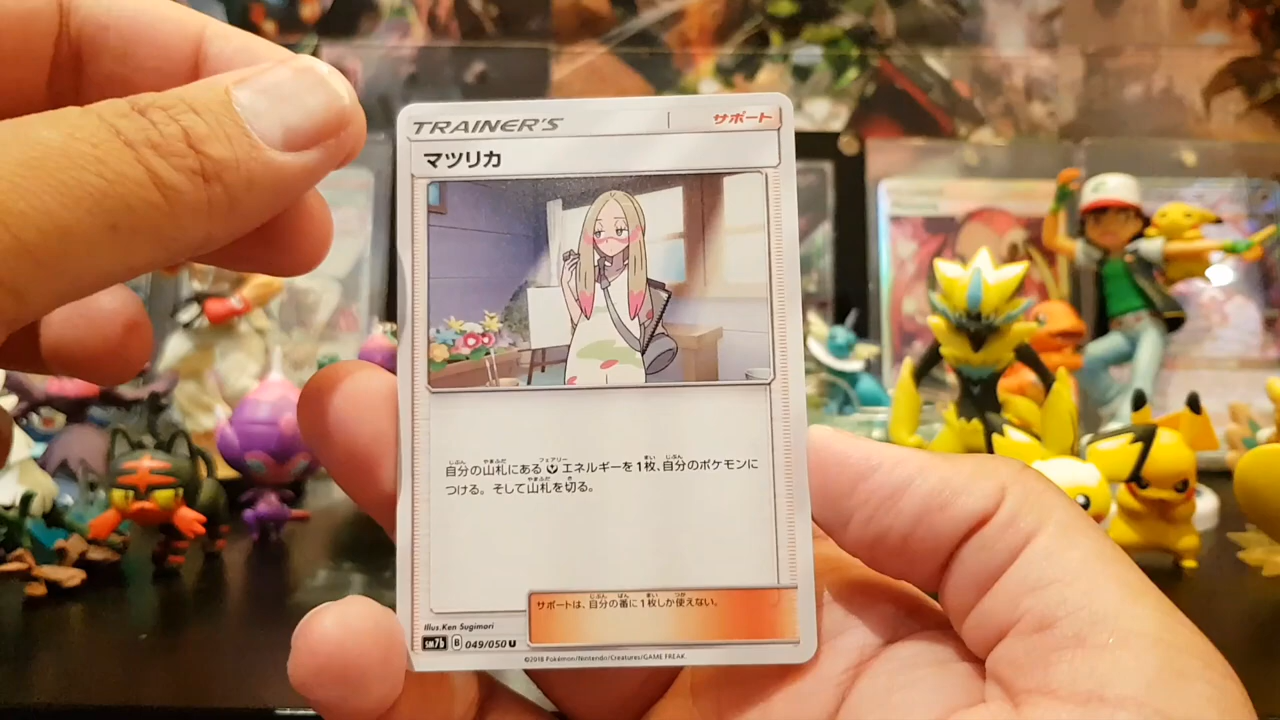 TRAINER'S
サポート
マツリカ
自分の山札にある エネルギーを1枚、自分のポケモンに
つける。そして山札を切る。
サポートは、自分の番に1枚しか使えない。
Illus.Ken Sugimori
sm7b B 049/050 U
©2018 Pokémon/Nintendo/Creatures/GAME FREAK.